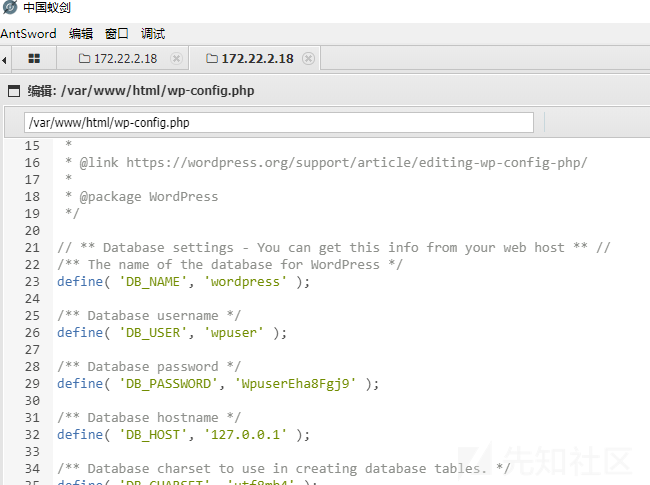 中国蚁剑
AntSword 编辑 窗口 调试
172.22.2.18 172.22.2.18
编辑: /var/www/html/wp-config.php
/var/www/html/wp-config.php
15 *
16 * @link https://wordpress.org/support/article/editing-wp-config-php/
17 *
18 * @package WordPress
19 */
20
21 // ** Database settings - You can get this info from your web host ** //
22 /** The name of the database for WordPress */
23 define( 'DB_NAME', 'wordpress' );
24
25 /** Database username */
26 define( 'DB_USER', 'wpuser' );
27
28 /** Database password */
29 define( 'DB_PASSWORD', 'WpuserEha8Fgj9' );
30
31 /** Database hostname */
32 define( 'DB_HOST', '127.0.0.1' );
33
34 /** Database charset to use in creating database tables. */
35 define( 'DB_CHARSET', 'utf8mb4' );
先知社区